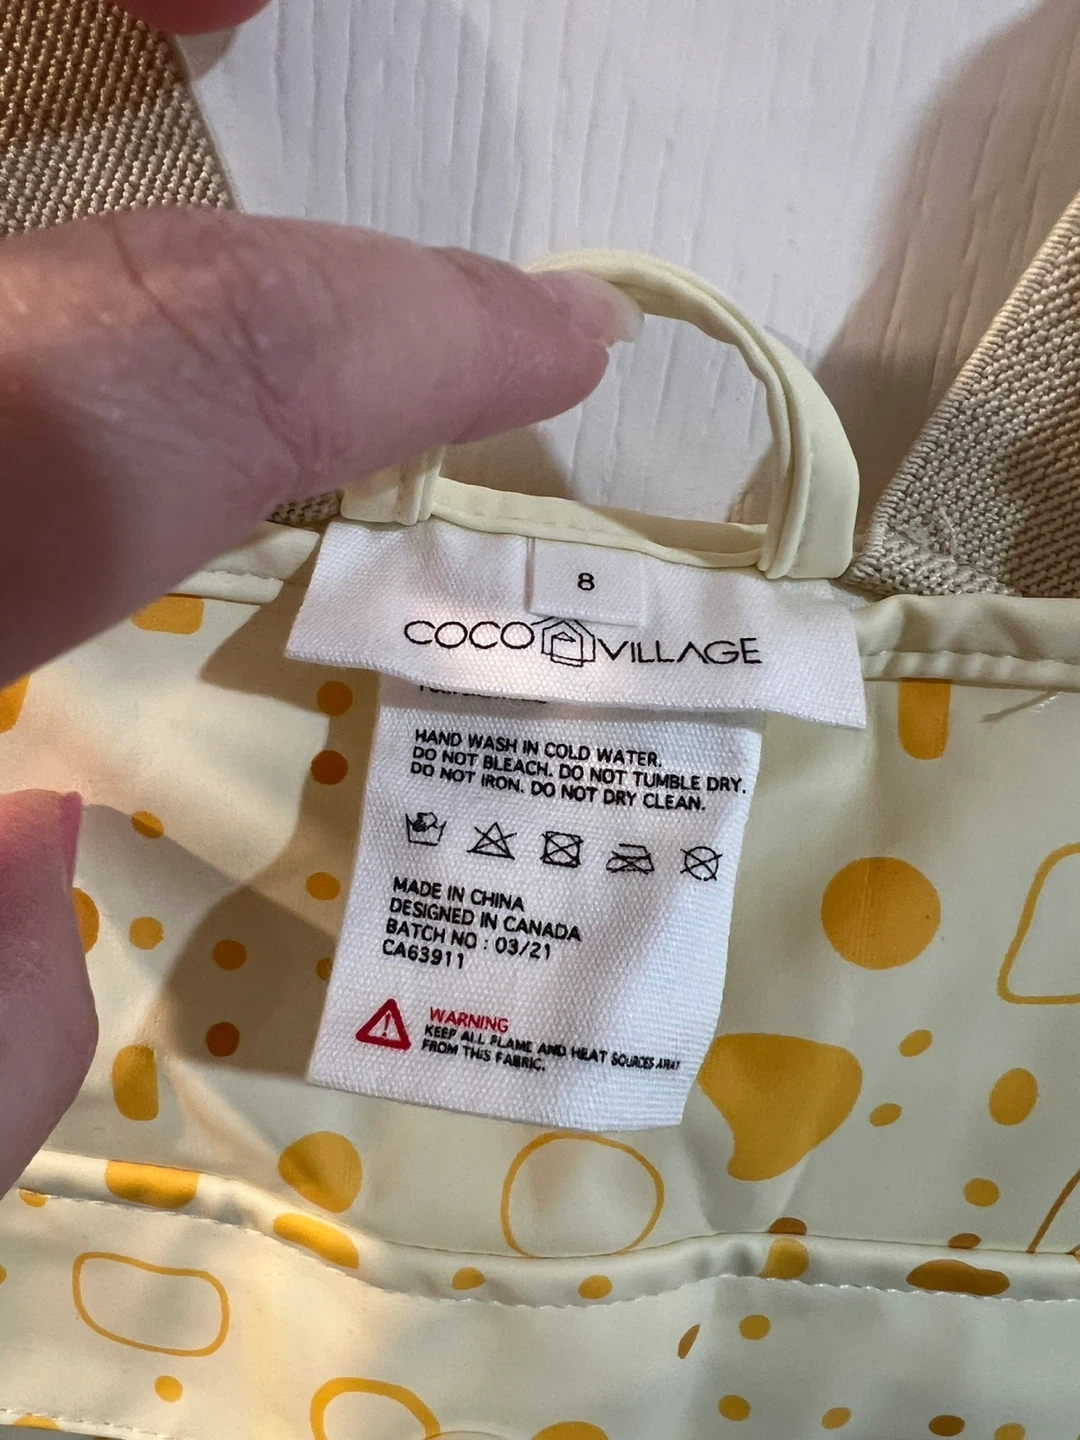 8
COCO VILLAGE
HAND WASH IN COLD WATER.
DO NOT BLEACH. DO NOT TUMBLE DRY.
DO NOT IRON. DO NOT DRY CLEAN.
MADE IN CHINA
DESIGNED IN CANADA
BATCH NO : 03/21
CA63911
WARNING
KEEP ALL FLAME AND HEAT SOURCES AWAY
FROM THIS FABRIC.